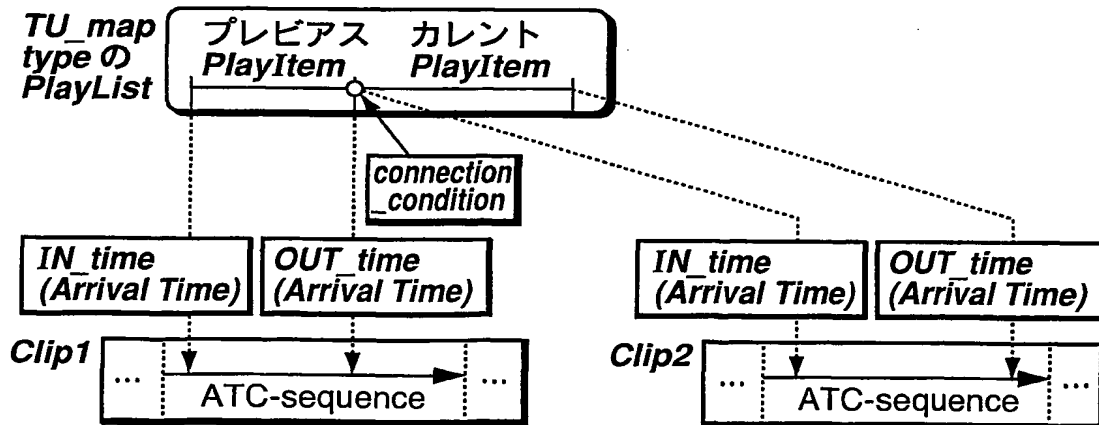 TU_map
type の
PlayList
プレビアス カレント
PlayItem PlayItem
connection
_condition
IN_time
(Arrival Time)
OUT_time
(Arrival Time)
IN_time
(Arrival Time)
OUT_time
(Arrival Time)
Clip1
... ATC-sequence ...
Clip2
... ATC-sequence ...